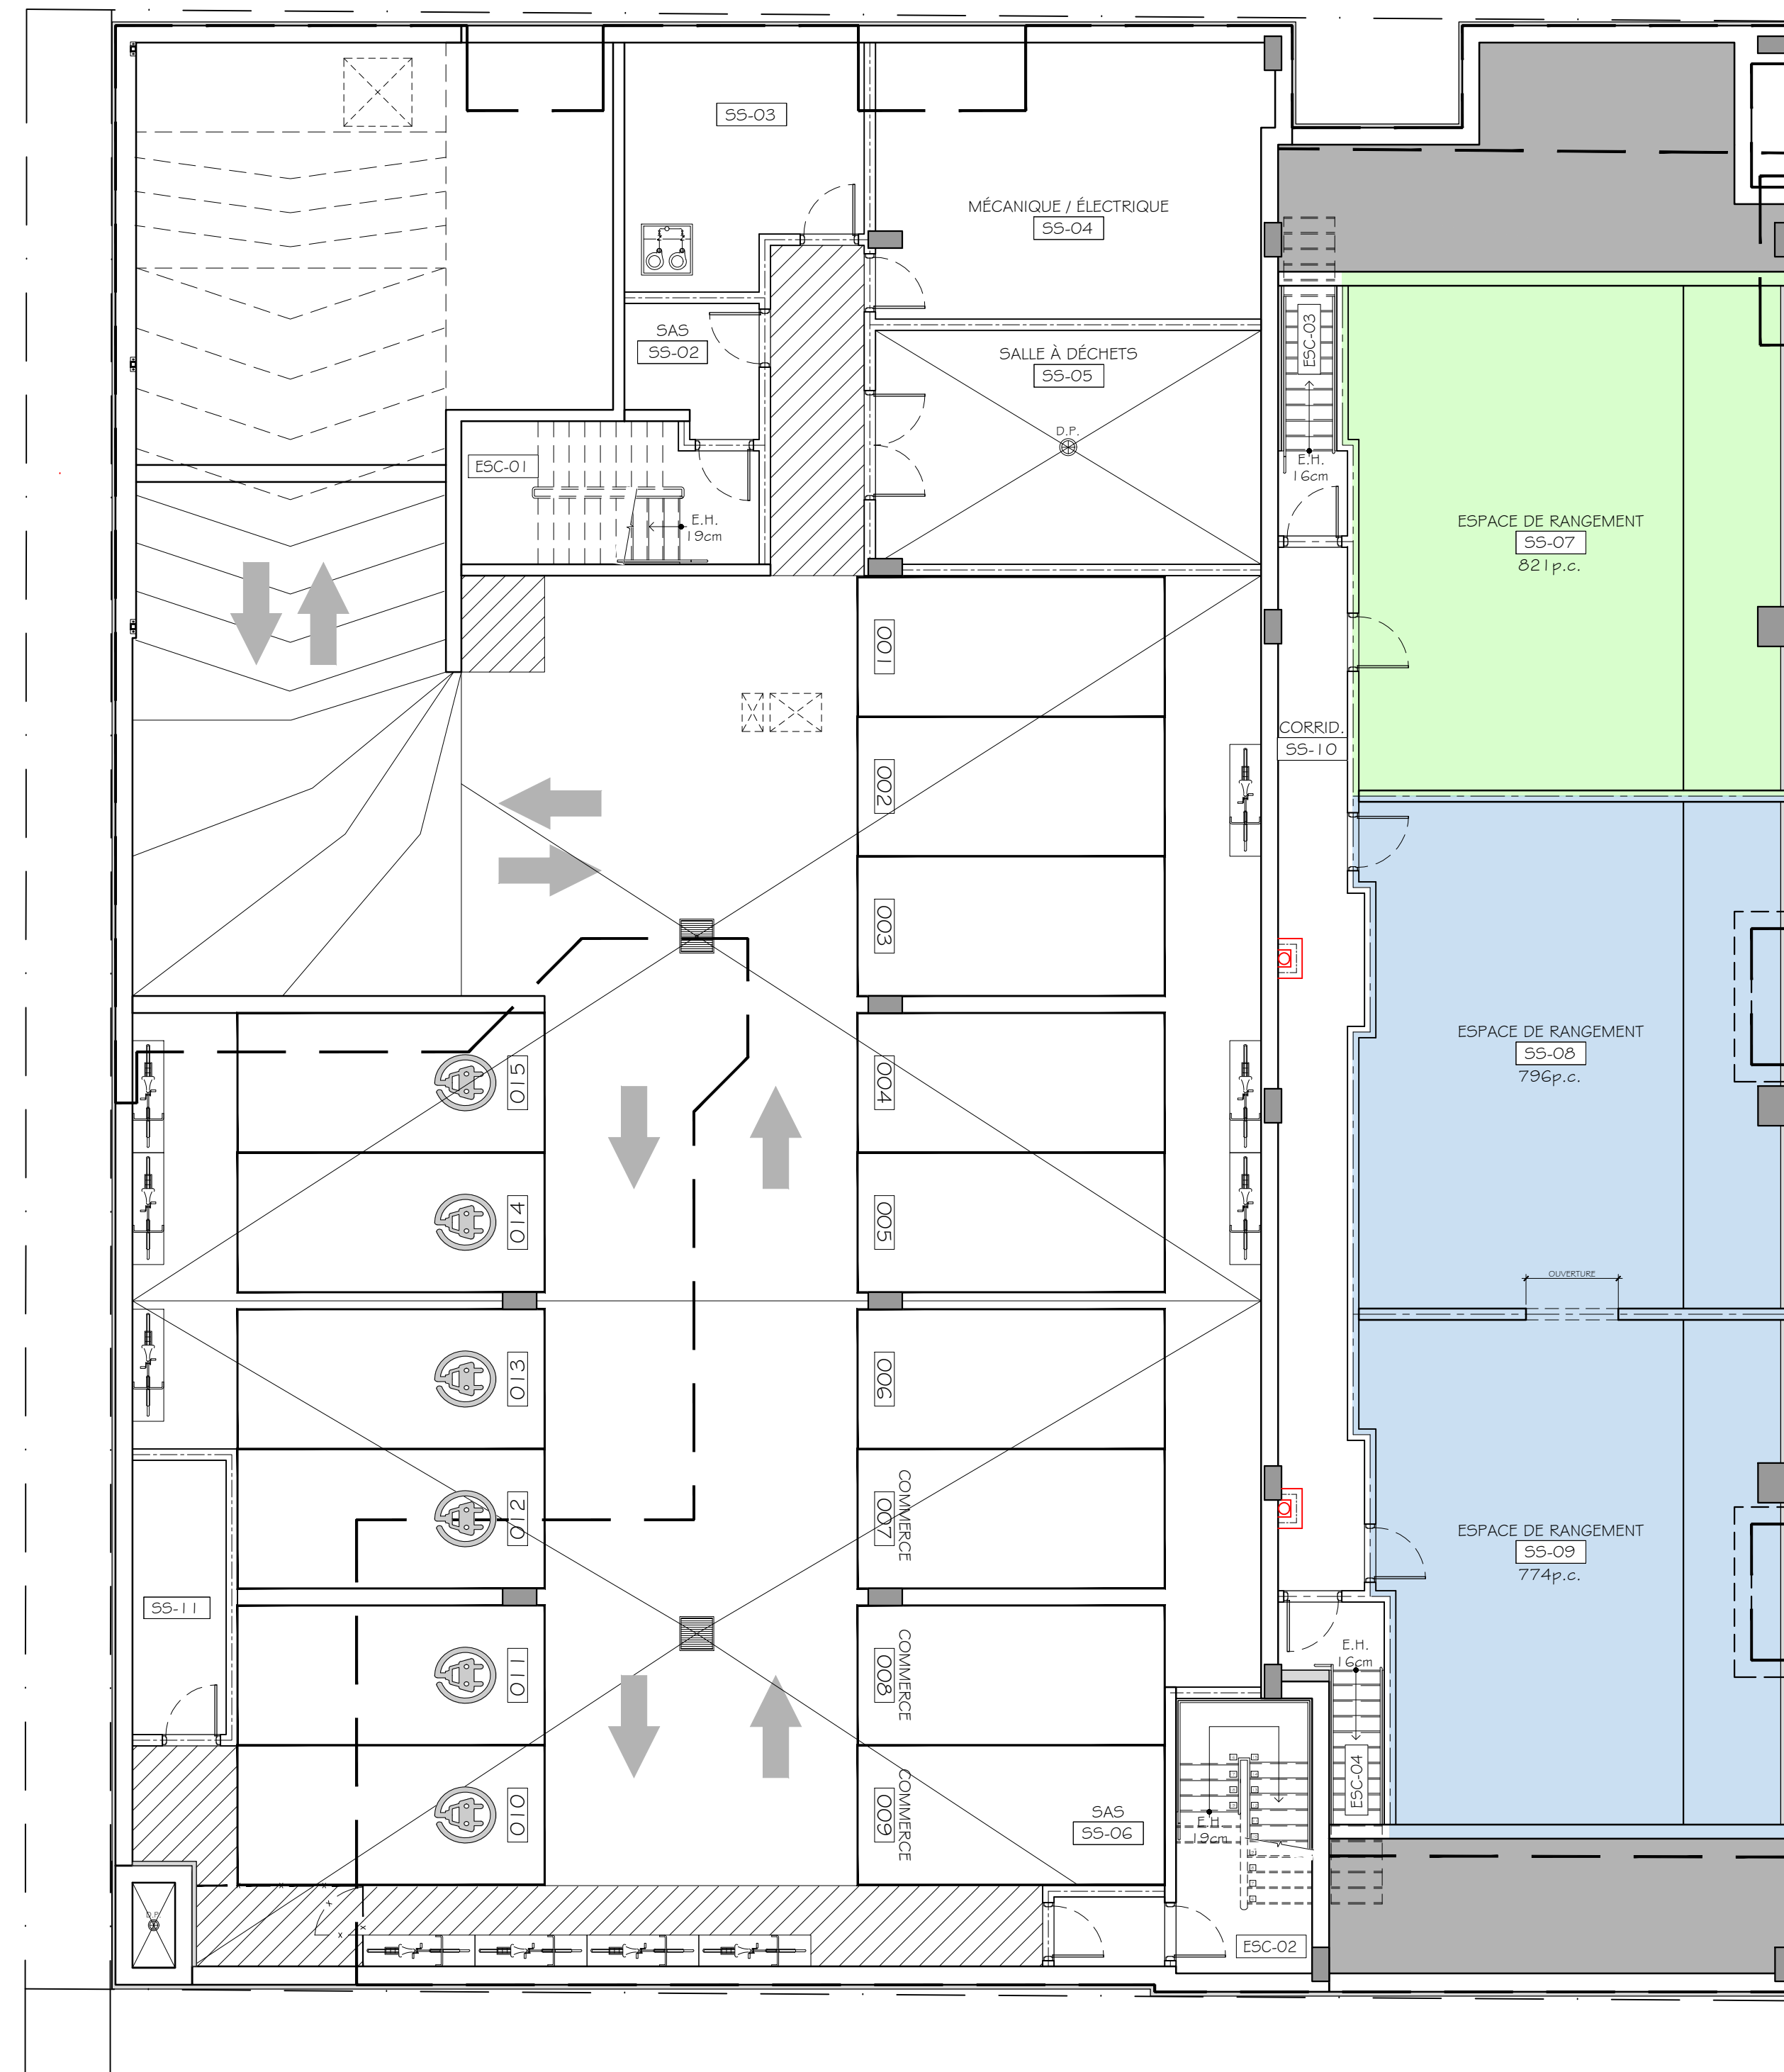 SS-03
MÉCANIQUE / ÉLECTRIQUE
SS-04
SAS
SS-02
SALLE À DÉCHETS
SS-05
D.P.
ESC-01
E.H.
19cm
ESC-03
E.H.
16cm
ESPACE DE RANGEMENT
SS-07
821p.c.
001
002
003
CORRID.
SS-10
015
014
013
012
011
010
004
005
006
007
COMMERCE
008
COMMERCE
009
COMMERCE
ESPACE DE RANGEMENT
SS-08
796p.c.
OUVERTURE
ESPACE DE RANGEMENT
SS-09
774p.c.
SS-11
E.H.
16cm
ESC-04
SAS
SS-06
E.H.
19cm
ESC-02
D.P.